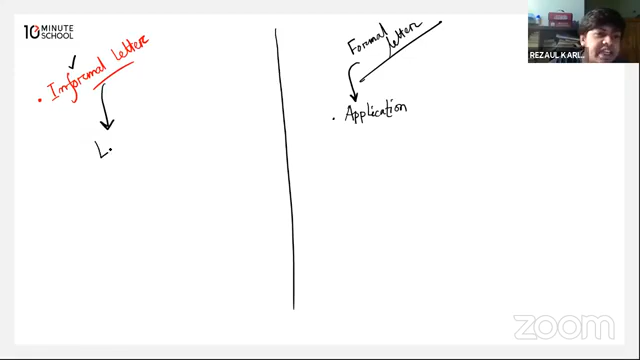 10 MINUTE
SCHOOL
Informal Letter
L.
Formal
letter
Application
REZAUL KARI...
zoom